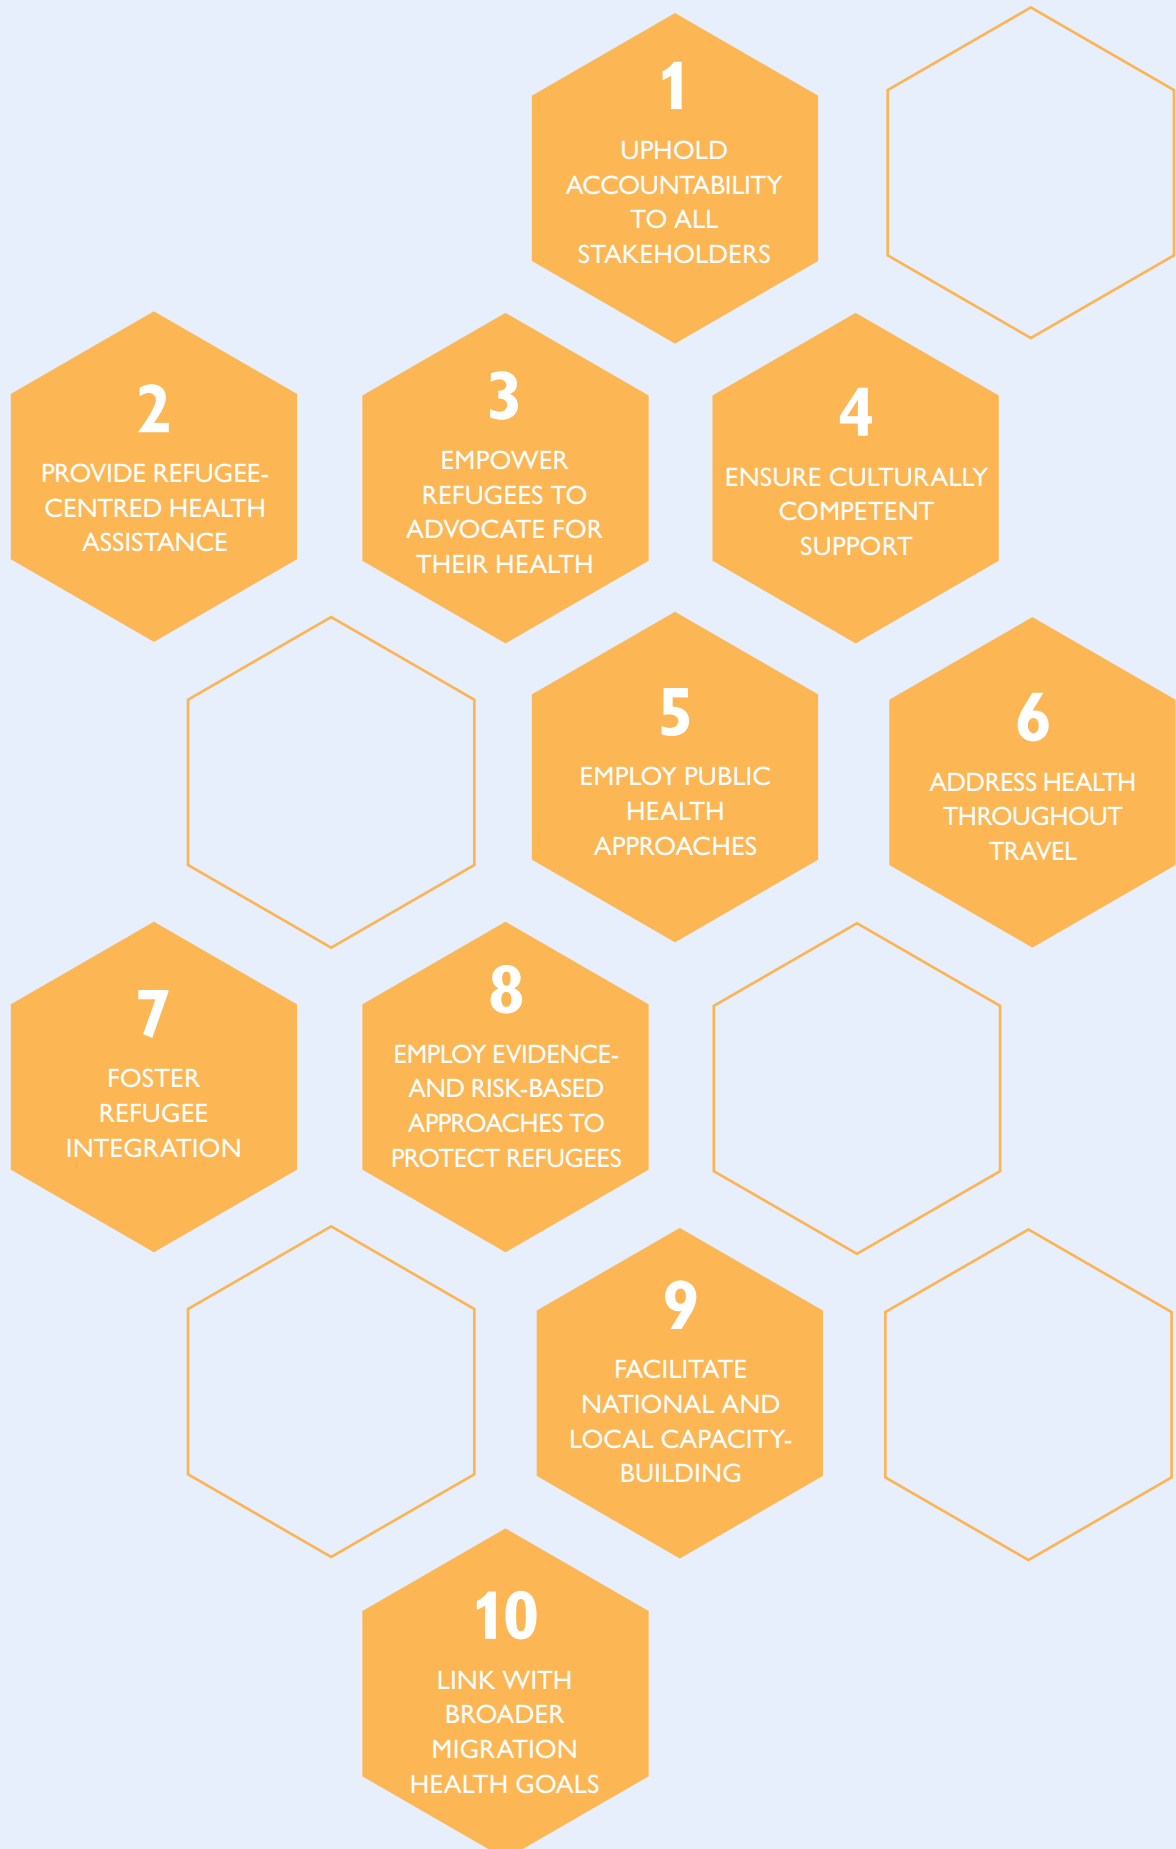 1
UPHOLD
ACCOUNTABILITY
TO ALL
STAKEHOLDERS
2
PROVIDE REFUGEE-
CENTRED HEALTH
ASSISTANCE
3
EMPOWER
REFUGEES TO
ADVOCATE FOR
THEIR HEALTH
4
ENSURE CULTURALLY
COMPETENT
SUPPORT
5
EMPLOY PUBLIC
HEALTH
APPROACHES
6
ADDRESS HEALTH
THROUGHOUT
TRAVEL
7
FOSTER
REFUGEE
INTEGRATION
8
EMPLOY EVIDENCE-
AND RISK-BASED
APPROACHES TO
PROTECT REFUGEES
9
FACILITATE
NATIONAL AND
LOCAL CAPACITY-
BUILDING
10
LINK WITH
BROADER
MIGRATION
HEALTH GOALS